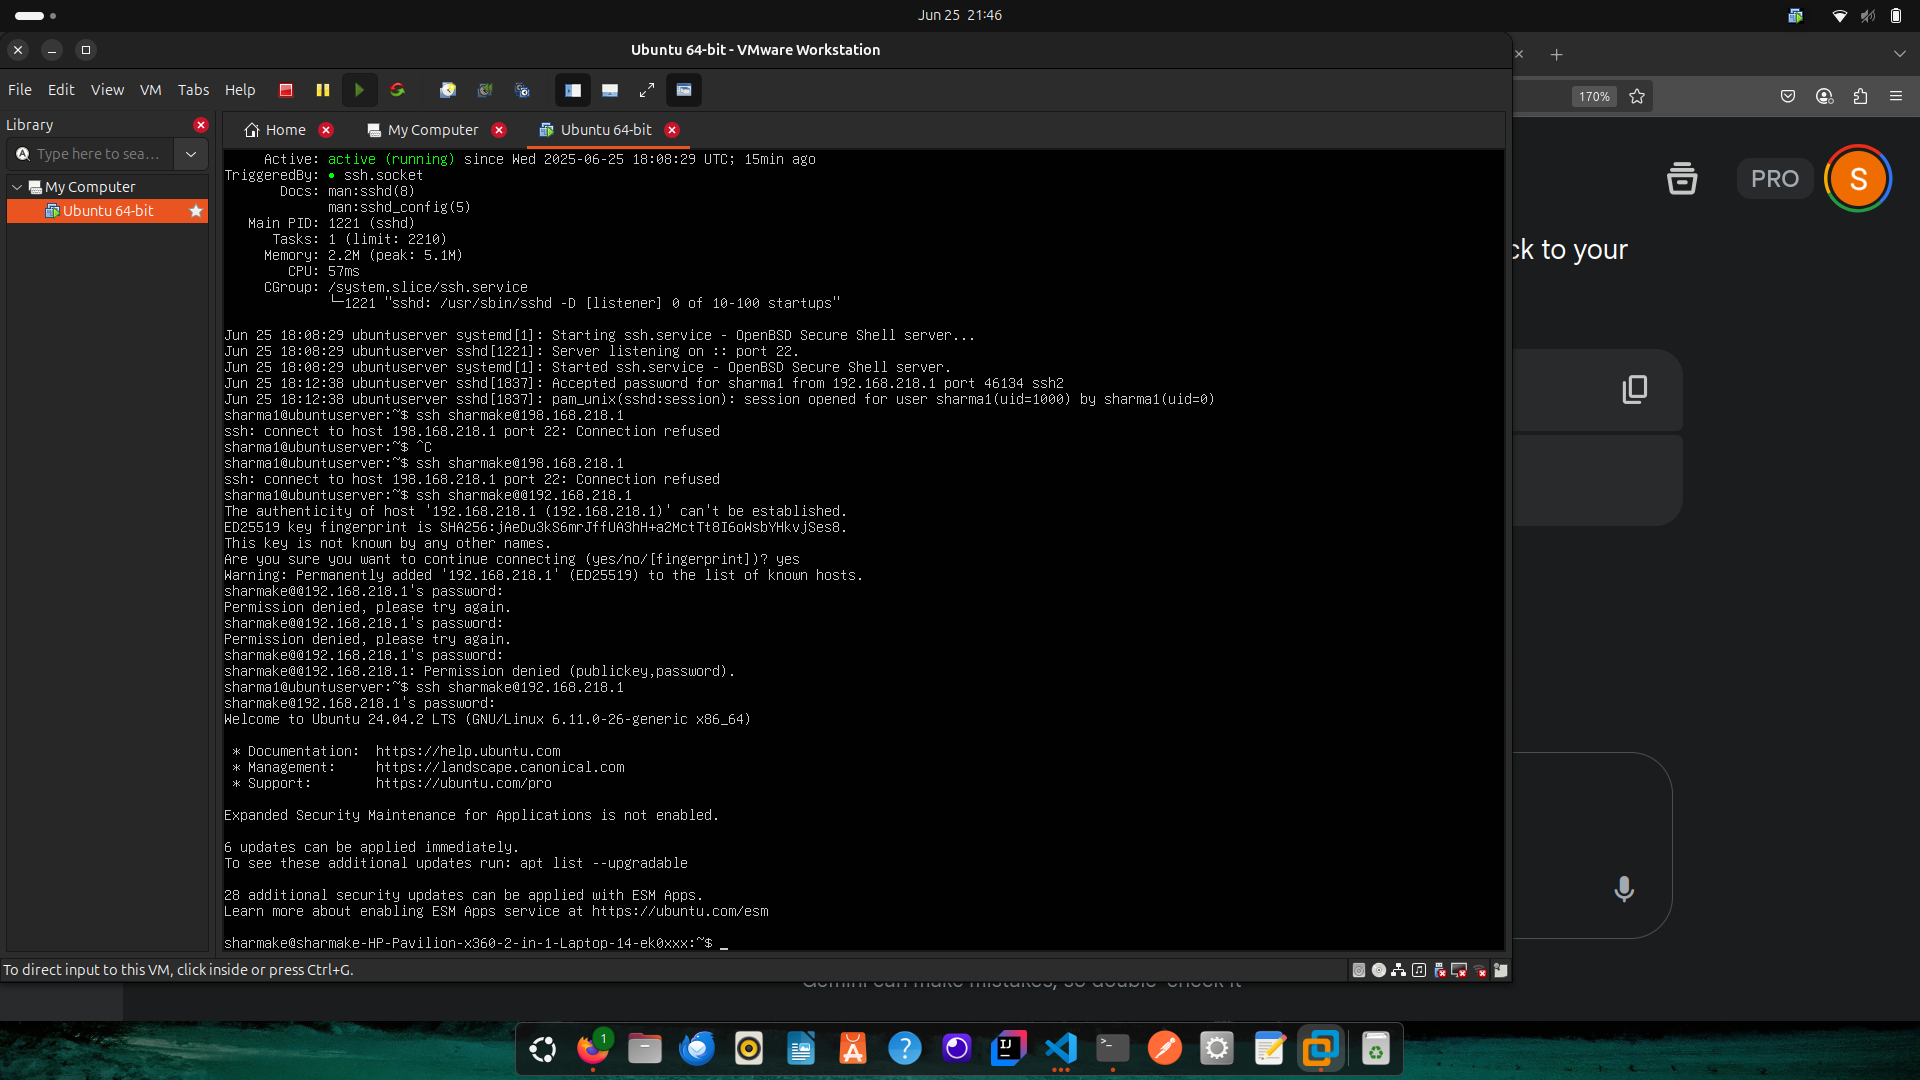 Jun 25 21:46
Ubuntu 64-bit - VMware Workstation
File Edit View VM Tabs Help
170%
Library
Type here to sea...
My Computer
Ubuntu 64-bit
Home
My Computer
Ubuntu 64-bit
PRO
S
ck to your
Active: active (running) since Wed 2025-06-25 18:08:29 UTC; 15min ago
TriggeredBy: ● ssh.socket
Docs: man:sshd(8)
man:sshd_config(5)
Main PID: 1221 (sshd)
Tasks: 1 (limit: 2210)
Memory: 2.2M (peak: 5.1M)
CPU: 57ms
CGroup: /system.slice/ssh.service
└─1221 "sshd: /usr/sbin/sshd -D [listener] 0 of 10-100 startups"
Jun 25 18:08:29 ubuntuserver systemd[1]: Starting ssh.service - OpenBSD Secure Shell server...
Jun 25 18:08:29 ubuntuserver sshd[1221]: Server listening on :: port 22.
Jun 25 18:08:29 ubuntuserver systemd[1]: Started ssh.service - OpenBSD Secure Shell server.
Jun 25 18:12:38 ubuntuserver sshd[1837]: Accepted password for sharma1 from 192.168.218.1 port 46134 ssh2
Jun 25 18:12:38 ubuntuserver sshd[1837]: pam_unix(sshd:session): session opened for user sharma1(uid=1000) by sharma1(uid=0)
sharma1@ubuntuserver:~$ ssh sharmake@198.168.218.1
ssh: connect to host 198.168.218.1 port 22: Connection refused
sharma1@ubuntuserver:~$ ^C
sharma1@ubuntuserver:~$ ssh sharmake@198.168.218.1
ssh: connect to host 198.168.218.1 port 22: Connection refused
sharma1@ubuntuserver:~$ ssh sharmake@@192.168.218.1
The authenticity of host '192.168.218.1 (192.168.218.1)' can't be established.
ED25519 key fingerprint is SHA256:jAeDu3kS6mrJffUA3hH+a2MctTt8I6oWsbYHkvjSes8.
This key is not known by any other names.
Are you sure you want to continue connecting (yes/no/[fingerprint])? yes
Warning: Permanently added '192.168.218.1' (ED25519) to the list of known hosts.
sharmake@@192.168.218.1's password:
Permission denied, please try again.
sharmake@@192.168.218.1's password:
Permission denied, please try again.
sharmake@@192.168.218.1's password:
sharmake@@192.168.218.1: Permission denied (publickey,password).
sharma1@ubuntuserver:~$ ssh sharmake@192.168.218.1
sharmake@192.168.218.1's password:
Welcome to Ubuntu 24.04.2 LTS (GNU/Linux 6.11.0-26-generic x86_64)
* Documentation: https://help.ubuntu.com
* Management: https://landscape.canonical.com
* Support: https://ubuntu.com/pro
Expanded Security Maintenance for Applications is not enabled.
6 updates can be applied immediately.
To see these additional updates run: apt list --upgradable
28 additional security updates can be applied with ESM Apps.
Learn more about enabling ESM Apps service at https://ubuntu.com/esm
sharmake@sharmake-HP-Pavilion-x360-2-in-1-Laptop-14-ek0xxx:~$ _
To direct input to this VM, click inside or press Ctrl+G.
Gemini can make mistakes, so double-check it
1